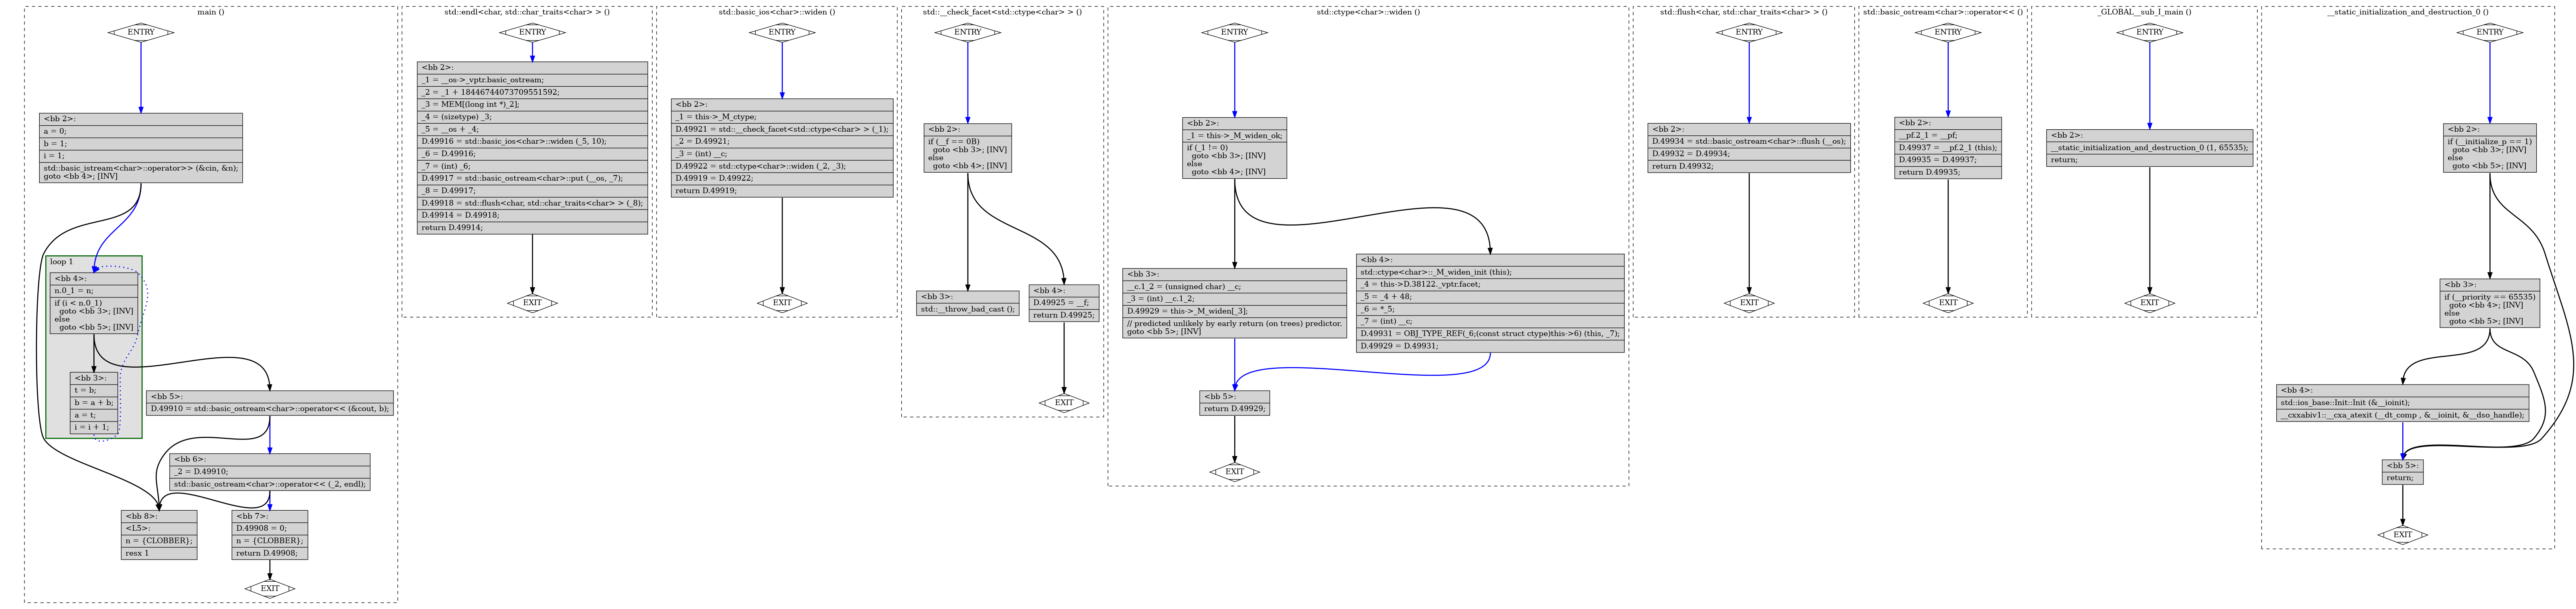 main ()
ENTRY
<bb 2>:
a = 0;
b = 1;
i = 1;
std::basic_istream<char>::operator>> (&cin, &n);
goto <bb 4>; [INV]
loop 1
<bb 4>:
n.0_1 = n;
if (i < n.0_1)
goto <bb 3>; [INV]
else
goto <bb 5>; [INV]
<bb 3>:
t = b;
b = a + b;
a = t;
i = i + 1;
<bb 5>:
D.49910 = std::basic_ostream<char>::operator<< (&cout, b);
<bb 6>:
_2 = D.49910;
std::basic_ostream<char>::operator<< (_2, endl);
<bb 8>:
<L5>:
n = {CLOBBER};
resx 1
<bb 7>:
D.49908 = 0;
n = {CLOBBER};
return D.49908;
EXIT
std::endl<char, std::char_traits<char> > ()
ENTRY
<bb 2>:
_1 = __os->_vptr.basic_ostream;
_2 = _1 + 18446744073709551592;
_3 = MEM[(long int *)_2];
_4 = (sizetype) _3;
_5 = __os + _4;
D.49916 = std::basic_ios<char>::widen (_5, 10);
_6 = D.49916;
_7 = (int) _6;
D.49917 = std::basic_ostream<char>::put (__os, _7);
_8 = D.49917;
D.49918 = std::flush<char, std::char_traits<char> > (_8);
D.49914 = D.49918;
return D.49914;
EXIT
std::basic_ios<char>::widen ()
ENTRY
<bb 2>:
_1 = this->_M_ctype;
D.49921 = std::__check_facet<std::ctype<char> > (_1);
_2 = D.49921;
_3 = (int) __c;
D.49922 = std::ctype<char>::widen (_2, _3);
D.49919 = D.49922;
return D.49919;
EXIT
std::__check_facet<std::ctype<char> > ()
ENTRY
<bb 2>:
if (__f == 0B)
goto <bb 3>; [INV]
else
goto <bb 4>; [INV]
<bb 3>:
std::__throw_bad_cast ();
<bb 4>:
D.49925 = __f;
return D.49925;
EXIT
std::ctype<char>::widen ()
ENTRY
<bb 2>:
_1 = this->_M_widen_ok;
if (_1 != 0)
goto <bb 3>; [INV]
else
goto <bb 4>; [INV]
<bb 3>:
__c.1_2 = (unsigned char) __c;
_3 = (int) __c.1_2;
D.49929 = this->_M_widen[_3];
// predicted unlikely by early return (on trees) predictor.
goto <bb 5>; [INV]
<bb 4>:
std::ctype<char>::_M_widen_init (this);
_4 = this->D.38122._vptr.facet;
_5 = _4 + 48;
_6 = *_5;
_7 = (int) __c;
D.49931 = OBJ_TYPE_REF(_6;(const struct ctype)this->6) (this, _7);
D.49929 = D.49931;
<bb 5>:
return D.49929;
EXIT
std::flush<char, std::char_traits<char> > ()
ENTRY
<bb 2>:
D.49934 = std::basic_ostream<char>::flush (__os);
D.49932 = D.49934;
return D.49932;
EXIT
std::basic_ostream<char>::operator<< ()
ENTRY
<bb 2>:
__pf.2_1 = __pf;
D.49937 = __pf.2_1 (this);
D.49935 = D.49937;
return D.49935;
EXIT
_GLOBAL__sub_I_main ()
ENTRY
<bb 2>:
__static_initialization_and_destruction_0 (1, 65535);
return;
EXIT
__static_initialization_and_destruction_0 ()
ENTRY
<bb 2>:
if (__initialize_p == 1)
goto <bb 3>; [INV]
else
goto <bb 5>; [INV]
<bb 3>:
if (__priority == 65535)
goto <bb 4>; [INV]
else
goto <bb 5>; [INV]
<bb 4>:
std::ios_base::Init::Init (&__ioinit);
__cxxabiv1::__cxa_atexit (__dt_comp , &__ioinit, &__dso_handle);
<bb 5>:
return;
EXIT